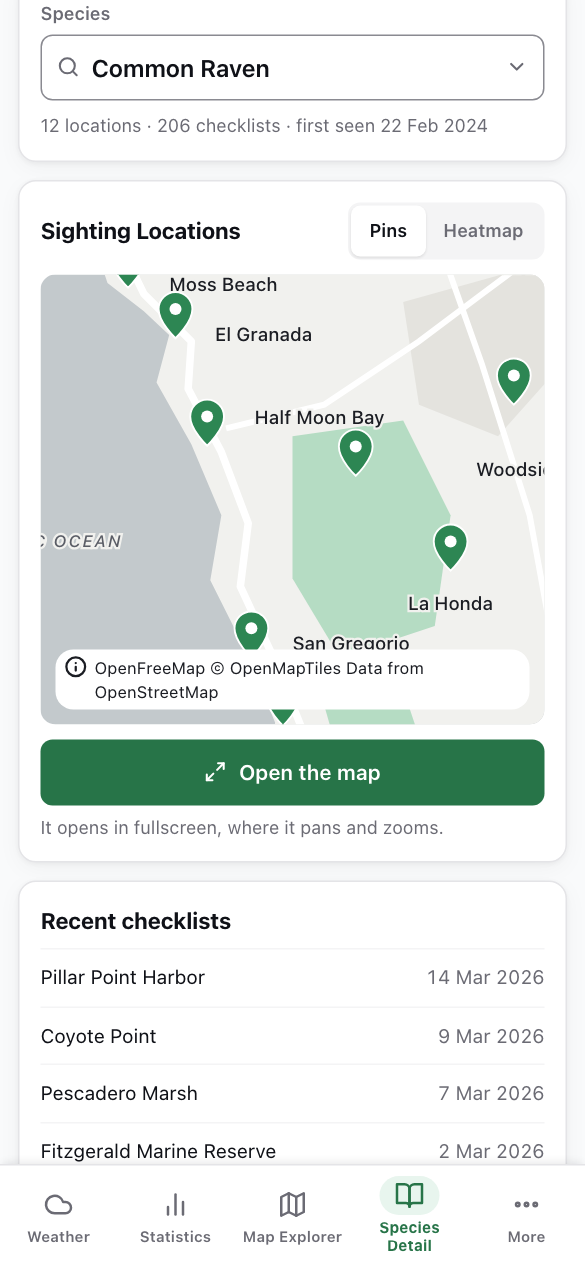 Species
Common Raven
12 locations · 206 checklists · first seen 22 Feb 2024
Sighting Locations
Pins
Heatmap
Moss Beach
El Granada
Half Moon Bay
OCEAN
La Honda
San Gregorio
OpenFreeMap © OpenMapTiles Data from
OpenStreetMap
Open the map
It opens in fullscreen, where it pans and zooms.
Recent checklists
Pillar Point Harbor 14 Mar 2026
Coyote Point 9 Mar 2026
Pescadero Marsh 7 Mar 2026
Fitzgerald Marine Reserve 2 Mar 2026
Weather
Statistics
Map Explorer
Species
Detail
More